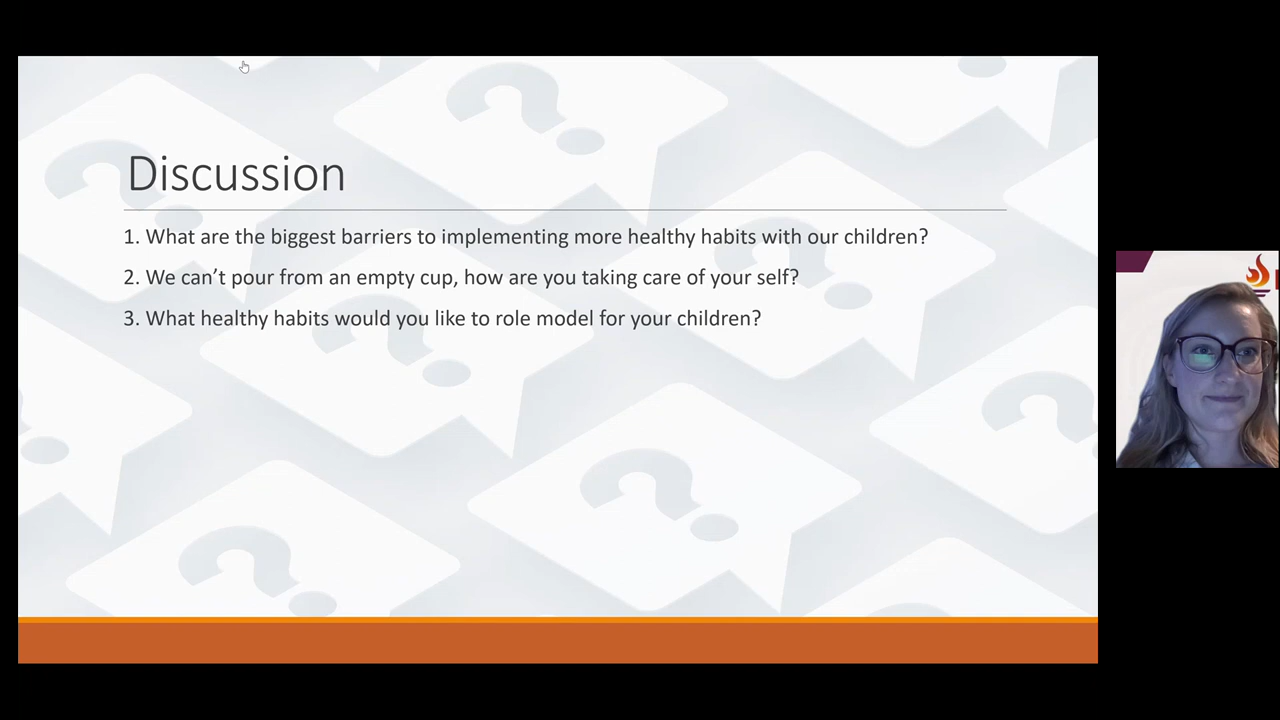 Discussion
1. What are the biggest barriers to implementing more healthy habits with our children?
2. We can’t pour from an empty cup, how are you taking care of your self?
3. What healthy habits would you like to role model for your children?